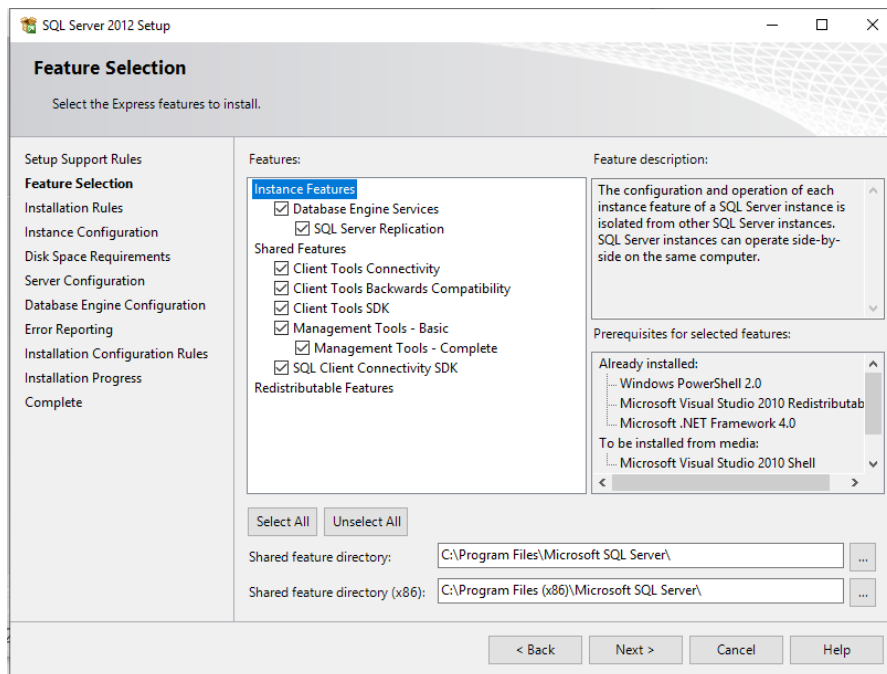 SQL Server 2012 Setup
Feature Selection
Select the Express features to install.
Setup Support Rules
Feature Selection
Installation Rules
Instance Configuration
Disk Space Requirements
Server Configuration
Database Engine Configuration
Error Reporting
Installation Configuration Rules
Installation Progress
Complete
Features:
Instance Features
Database Engine Services
SQL Server Replication
Shared Features
Client Tools Connectivity
Client Tools Backwards Compatibility
Client Tools SDK
Management Tools - Basic
Management Tools - Complete
SQL Client Connectivity SDK
Redistributable Features
Feature description:
The configuration and operation of each
instance feature of a SQL Server instance is
isolated from other SQL Server instances.
SQL Server instances can operate side-by-
side on the same computer.
Prerequisites for selected features:
Already installed:
Windows PowerShell 2.0
Microsoft Visual Studio 2010 Redistributab
Microsoft .NET Framework 4.0
To be installed from media:
Microsoft Visual Studio 2010 Shell
Select All
Unselect All
Shared feature directory:
C:\Program Files\Microsoft SQL Server\
...
Shared feature directory (x86):
C:\Program Files (x86)\Microsoft SQL Server\
...
< Back
Next >
Cancel
Help